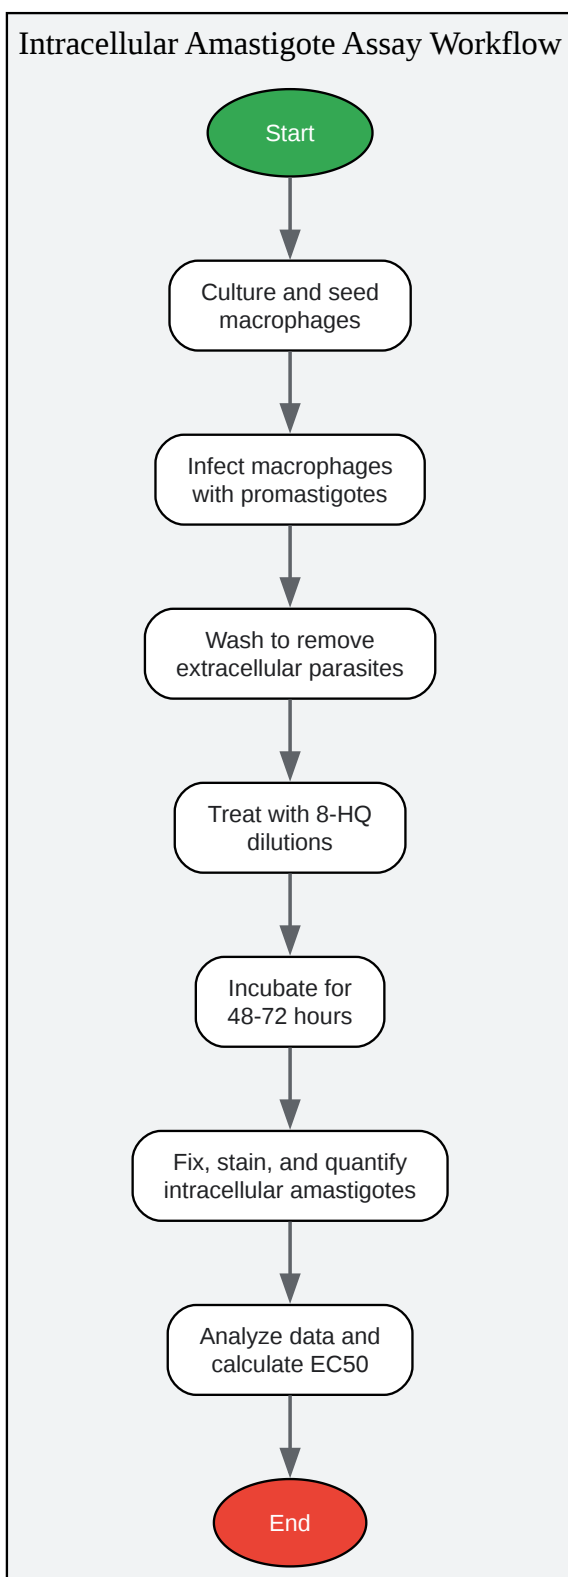 Intracellular Amastigote Assay Workflow
Start
Culture and seed
macrophages
Infect macrophages
with promastigotes
Wash to remove
extracellular parasites
Treat with 8-HQ
dilutions
Incubate for
48-72 hours
Fix, stain, and quantify
intracellular amastigotes
Analyze data and
calculate EC50
End